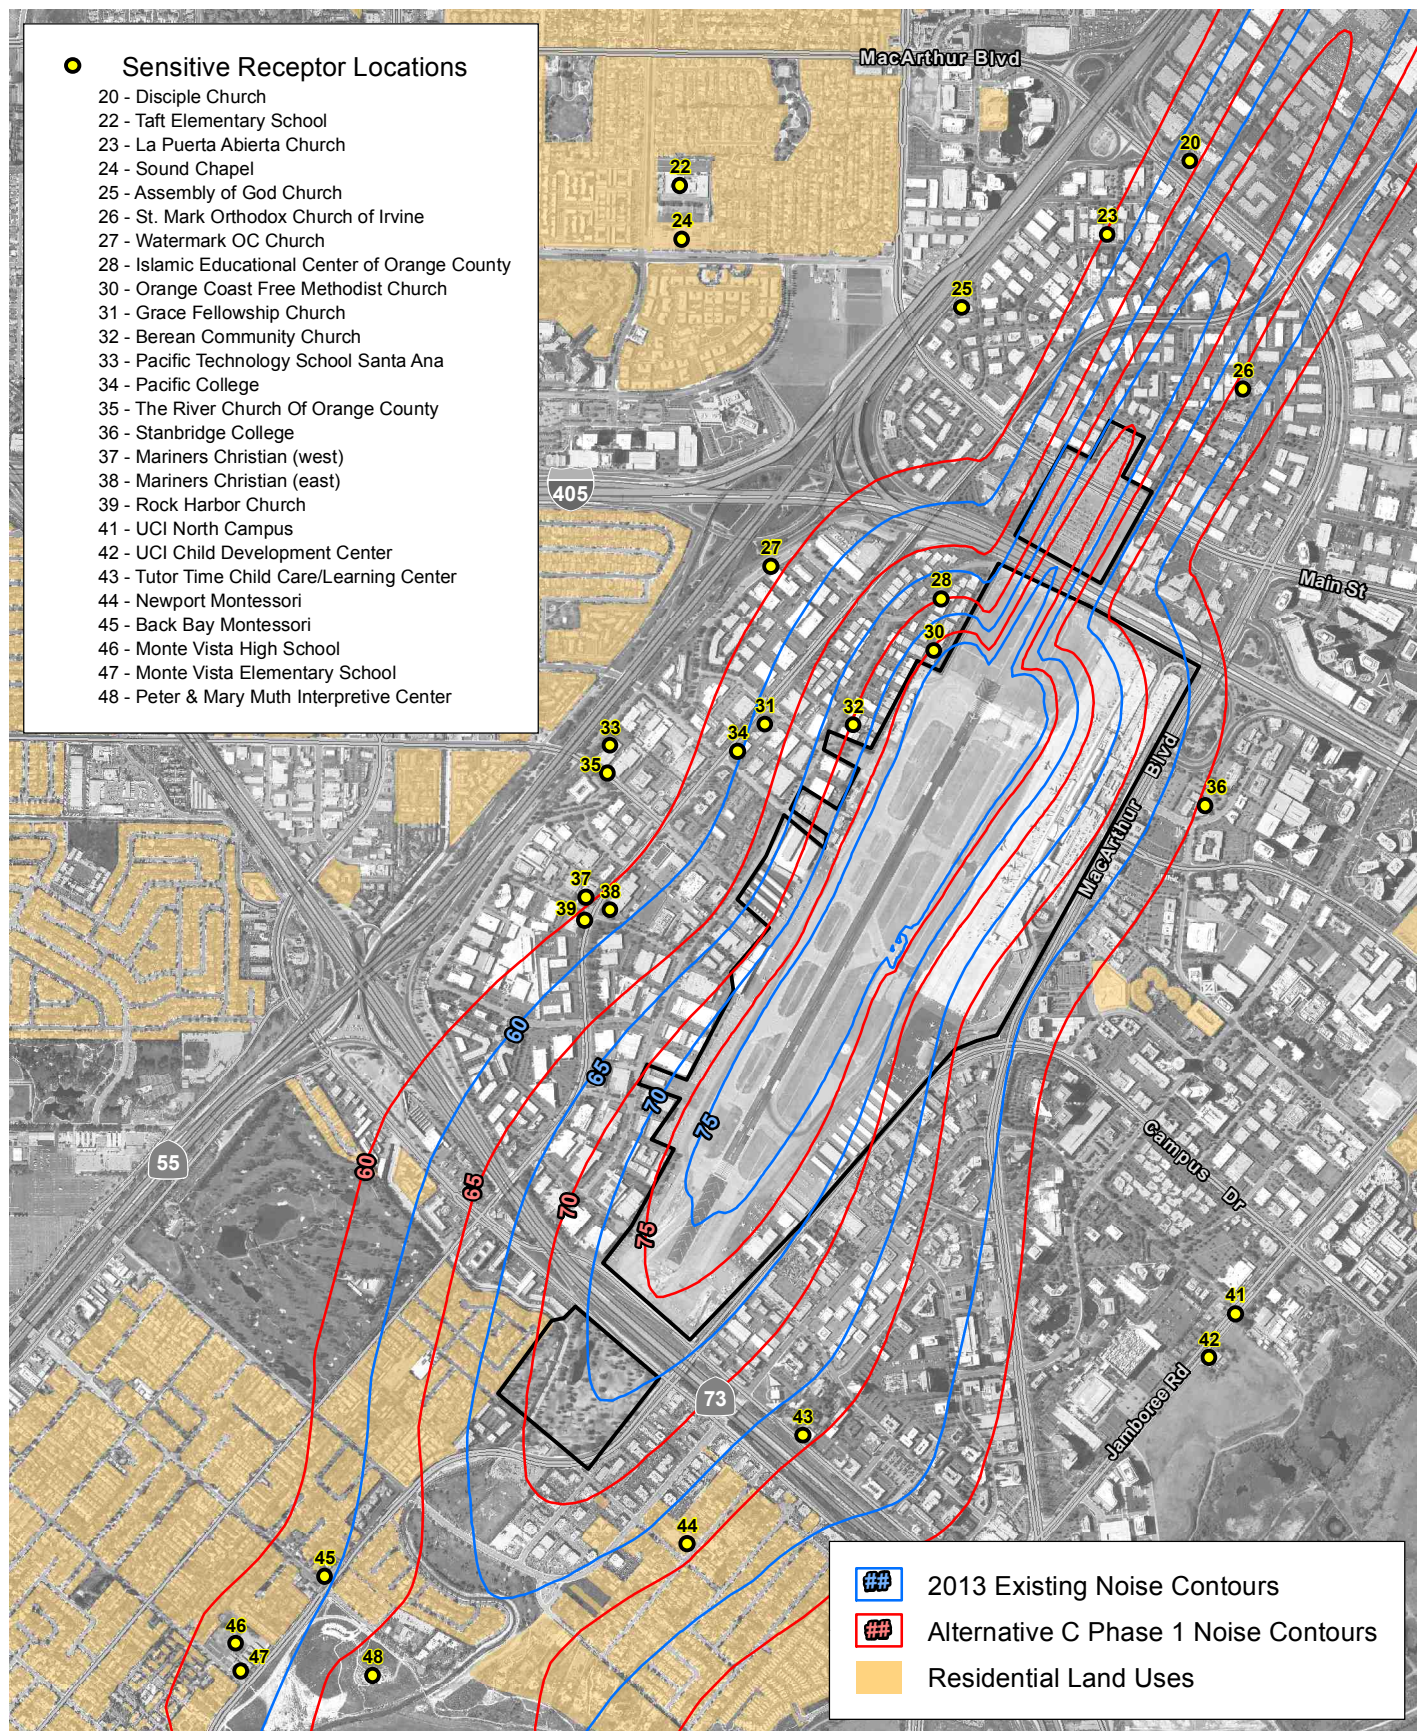 Sensitive Receptor Locations
20 - Disciple Church
22 - Taft Elementary School
23 - La Puerta Abierta Church
24 - Sound Chapel
25 - Assembly of God Church
26 - St. Mark Orthodox Church of Irvine
27 - Watermark OC Church
28 - Islamic Educational Center of Orange County
30 - Orange Coast Free Methodist Church
31 - Grace Fellowship Church
32 - Berean Community Church
33 - Pacific Technology School Santa Ana
34 - Pacific College
35 - The River Church Of Orange County
36 - Stanbridge College
37 - Mariners Christian (west)
38 - Mariners Christian (east)
39 - Rock Harbor Church
41 - UCI North Campus
42 - UCI Child Development Center
43 - Tutor Time Child Care/Learning Center
44 - Newport Montessori
45 - Back Bay Montessori
46 - Monte Vista High School
47 - Monte Vista Elementary School
48 - Peter & Mary Muth Interpretive Center
MacArthur Blvd
20
22
23
24
25
26
405
27
Main St
28
30
31
32
33
34
35
MacArthur Blvd
36
37
38
39
60
65
70
75
Campus Dr
55
60
65
70
75
41
42
73
Jamboree Rd
43
44
45
46
47
48
## 2013 Existing Noise Contours
## Alternative C Phase 1 Noise Contours
Residential Land Uses